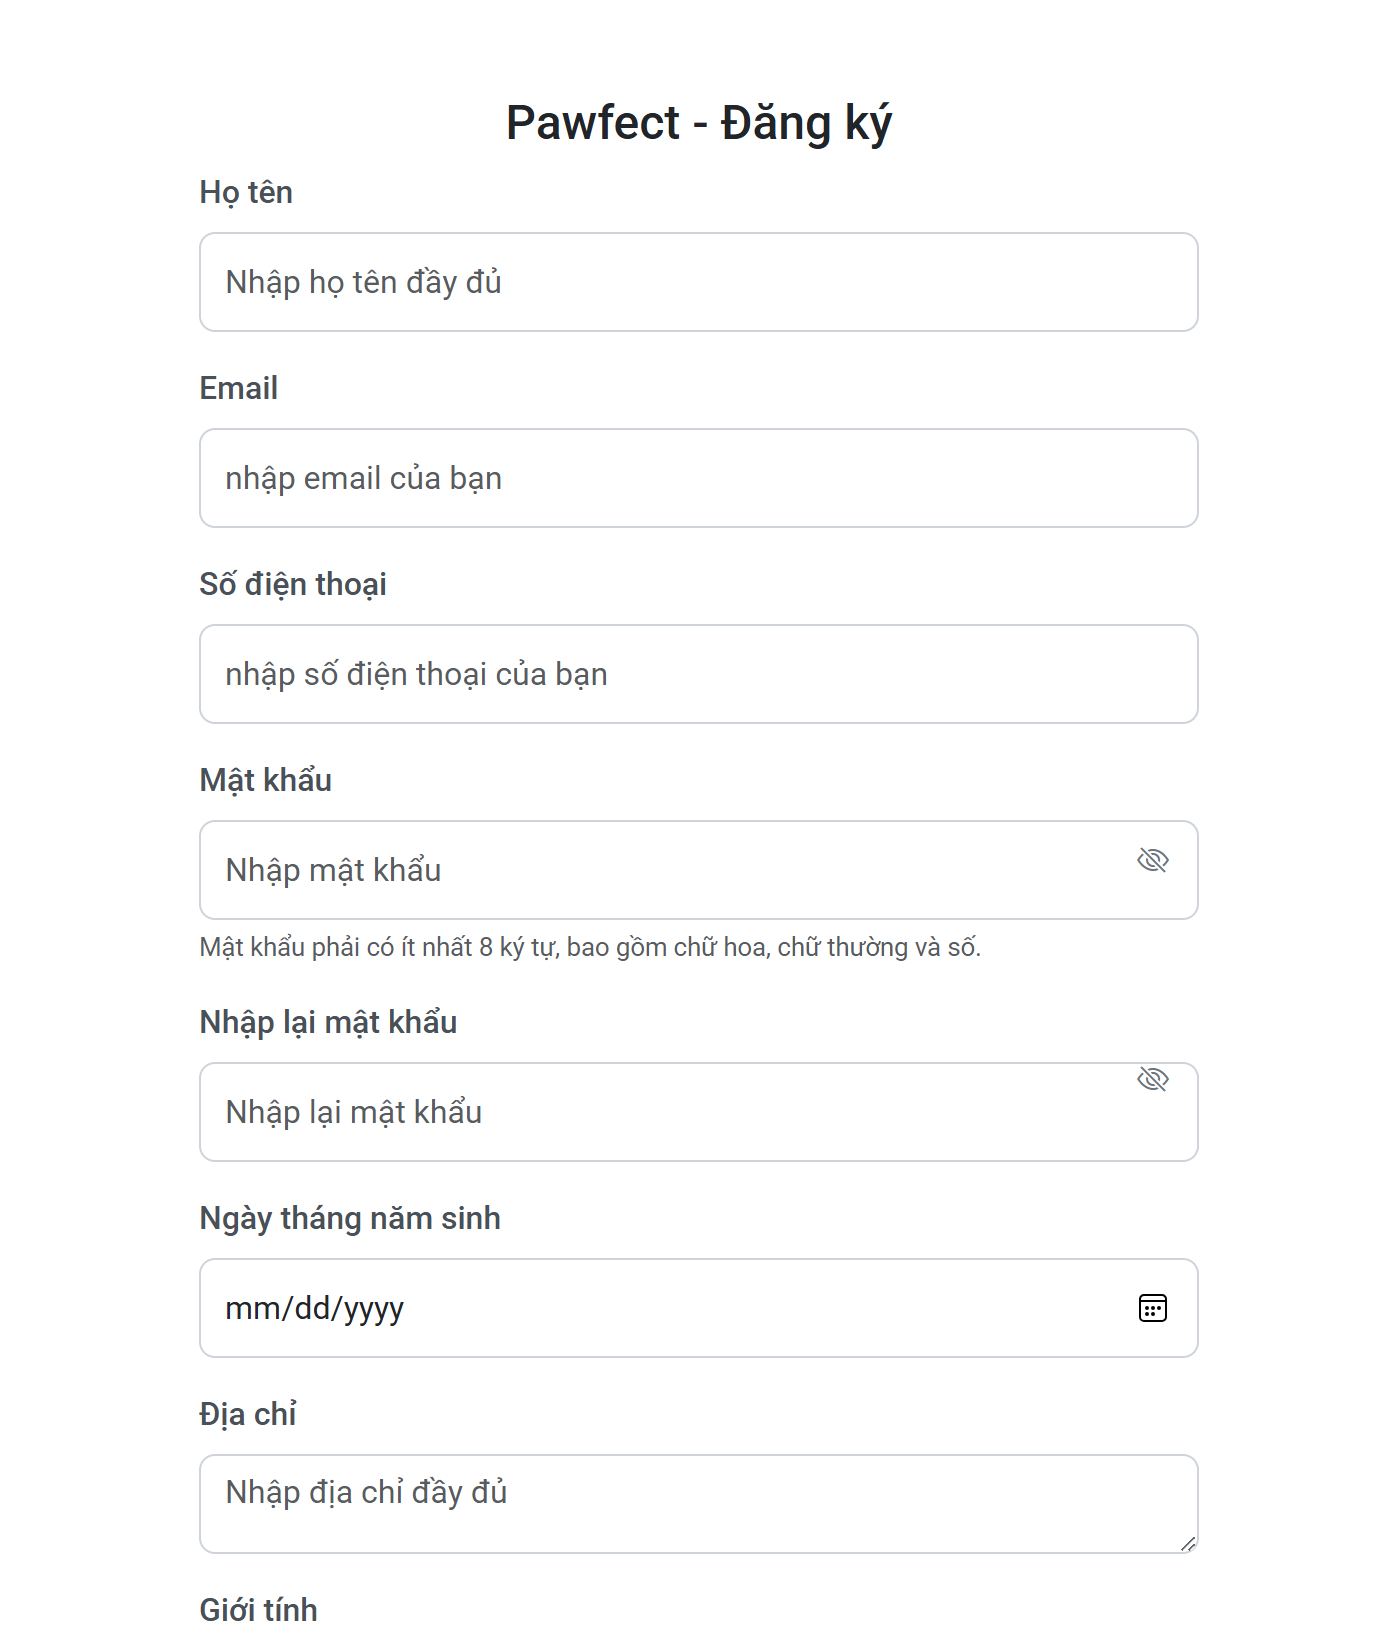 Pawfect - Đăng ký
Họ tên
Nhập họ tên đầy đủ
Email
nhập email của bạn
Số điện thoại
nhập số điện thoại của bạn
Mật khẩu
Nhập mật khẩu
Mật khẩu phải có ít nhất 8 ký tự, bao gồm chữ hoa, chữ thường và số.
Nhập lại mật khẩu
Nhập lại mật khẩu
Ngày tháng năm sinh
mm/dd/yyyy
Địa chỉ
Nhập địa chỉ đầy đủ
Giới tính